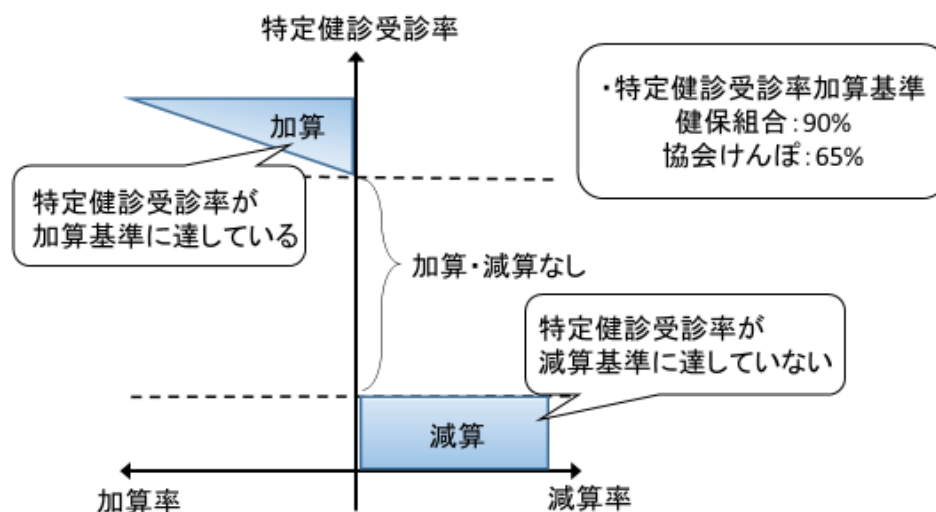 特定健診受診率
・特定健診受診率加算基準
健保組合：90%
協会けんぽ：65%
加算
特定健診受診率が
加算基準に達している
加算・減算なし
特定健診受診率が
減算基準に達していない
減算
加算率
減算率